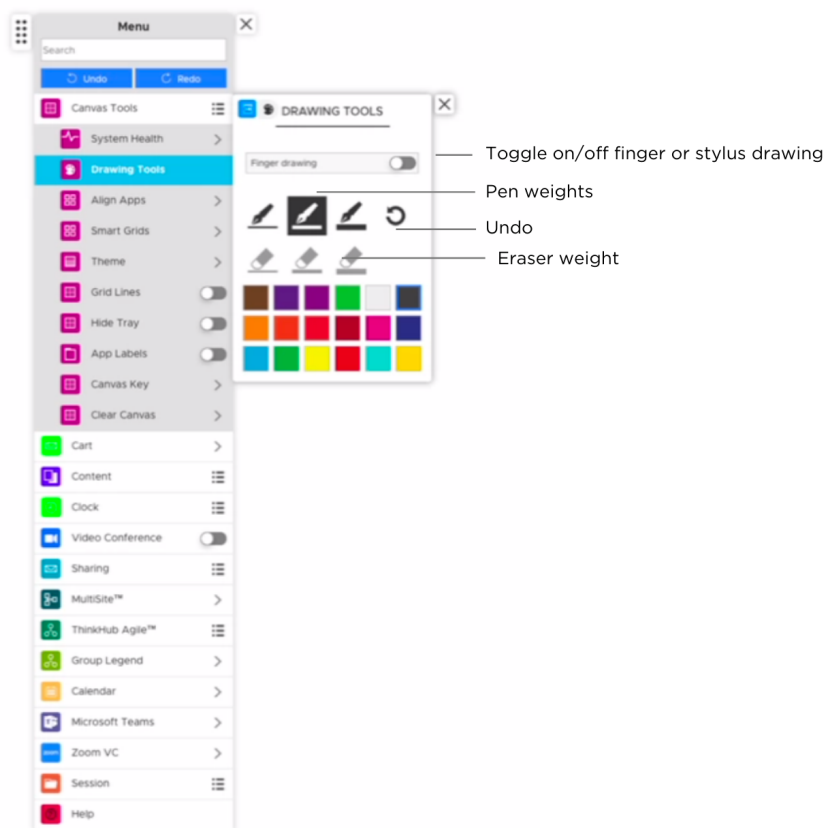 Menu
Search
Undo Redo
Canvas Tools
System Health
Drawing Tools
Align Apps
Smart Grids
Theme
Grid Lines
Hide Tray
App Labels
Canvas Key
Clear Canvas
Cart
Content
Clock
Video Conference
Sharing
MultiSite™
ThinkHub Agile™
Group Legend
Calendar
Microsoft Teams
Zoom VC
Session
Help
DRAWING TOOLS
Finger drawing
Toggle on/off finger or stylus drawing
Pen weights
Undo
Eraser weight